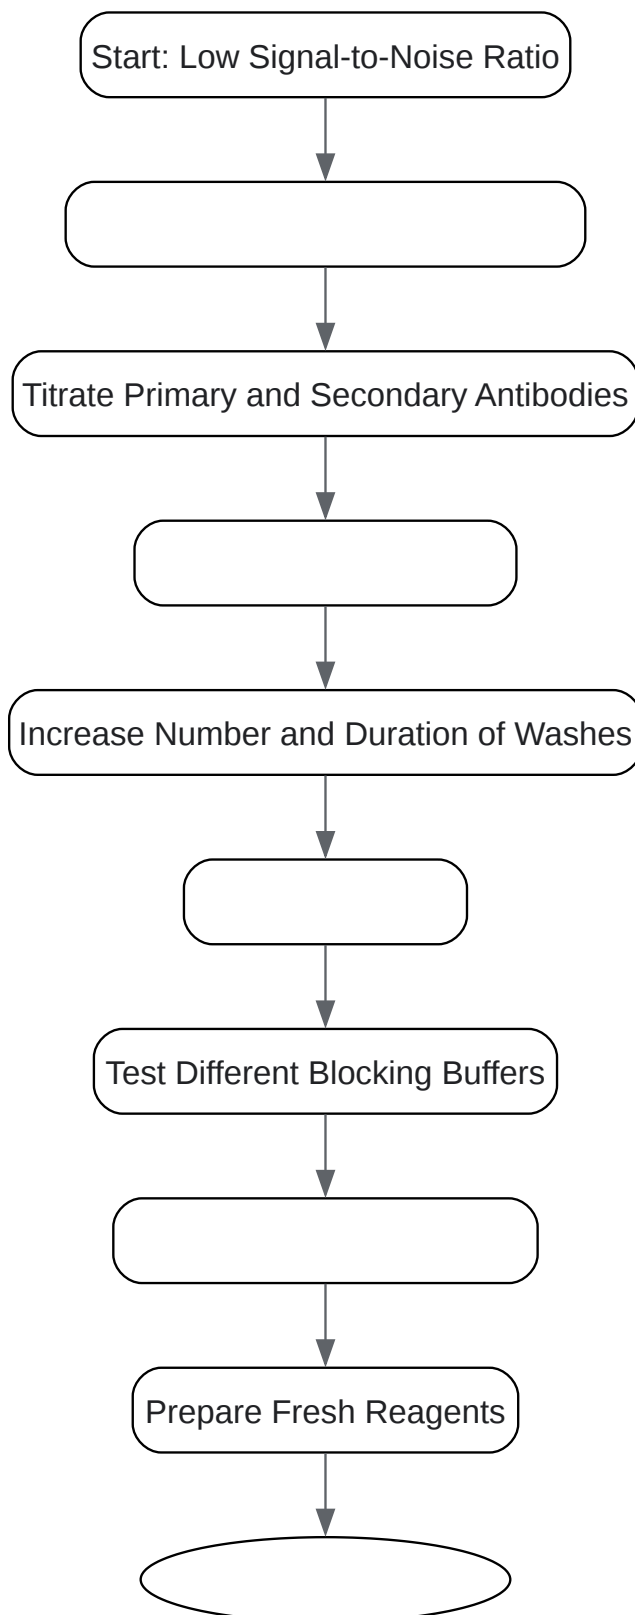 Start: Low Signal-to-Noise Ratio
Titrate Primary and Secondary Antibodies
Increase Number and Duration of Washes
Test Different Blocking Buffers
Prepare Fresh Reagents